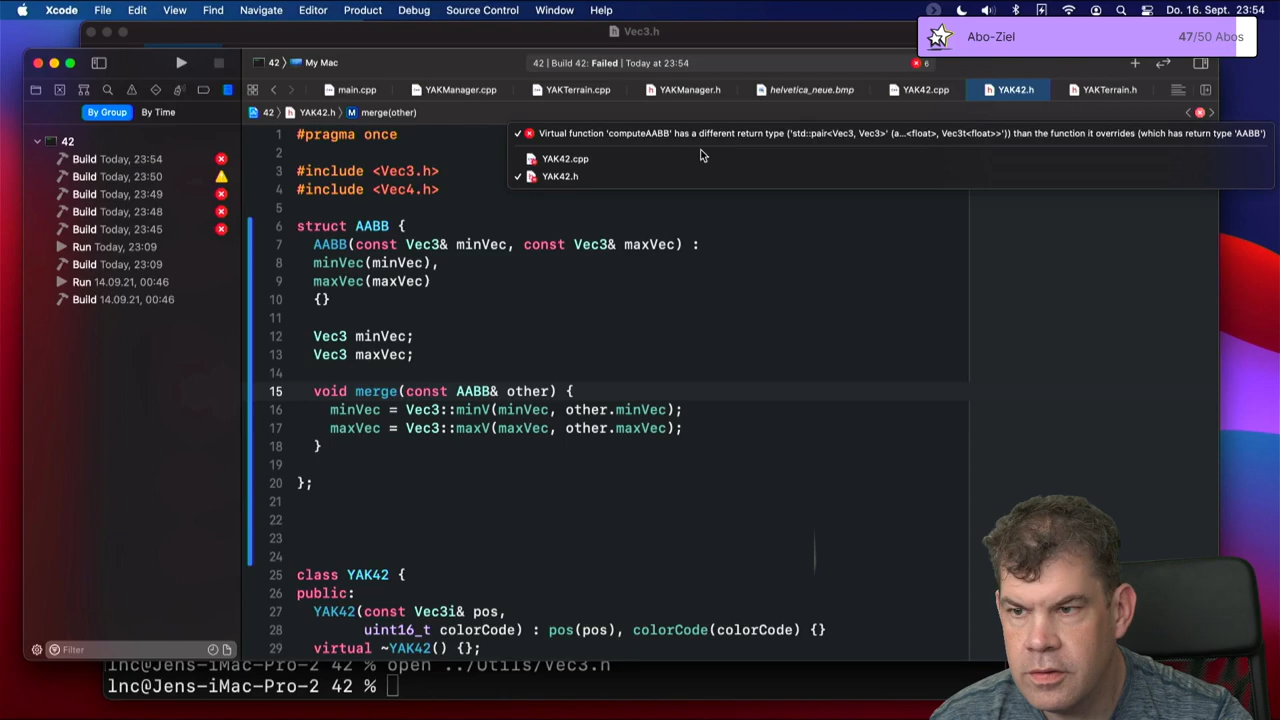 Xcode File Edit View Find Navigate Editor Product Debug Source Control Window Help
Do. 16. Sept. 23:54
Vec3.h
Abo-Ziel 47/50 Abos
42 My Mac
42 | Build 42: Failed | Today at 23:54
6
main.cpp YAKManager.cpp YAKTerrain.cpp YAKManager.h helvetica_neue.bmp YAK42.cpp YAK42.h YAKTerrain.h
By Group By Time
42 YAK42.h M merge(other)
Virtual function 'computeAABB' has a different return type ('std::pair<Vec3, Vec3>' (a...<float>, Vec3t<float>>')) than the function it overrides (which has return type 'AABB')
YAK42.cpp
YAK42.h
42
Build Today, 23:54
Build Today, 23:50
Build Today, 23:49
Build Today, 23:48
Build Today, 23:45
Run Today, 23:09
Build Today, 23:09
Run 14.09.21, 00:46
Build 14.09.21, 00:46
Filter
1 #pragma once
2
3 #include <Vec3.h>
4 #include <Vec4.h>
5
6 struct AABB {
7 AABB(const Vec3& minVec, const Vec3& maxVec) :
8 minVec(minVec),
9 maxVec(maxVec)
10 {}
11
12 Vec3 minVec;
13 Vec3 maxVec;
14
15 void merge(const AABB& other) {
16 minVec = Vec3::minV(minVec, other.minVec);
17 maxVec = Vec3::maxV(maxVec, other.maxVec);
18 }
19
20 };
21
22
23
24
25 class YAK42 {
26 public:
27 YAK42(const Vec3i& pos,
28 uint16_t colorCode) : pos(pos), colorCode(colorCode) {}
29 virtual ~YAK42() {};
lnc@Jens-iMac-Pro-2 42 % open ../Utils/Vec3.h
lnc@Jens-iMac-Pro-2 42 %